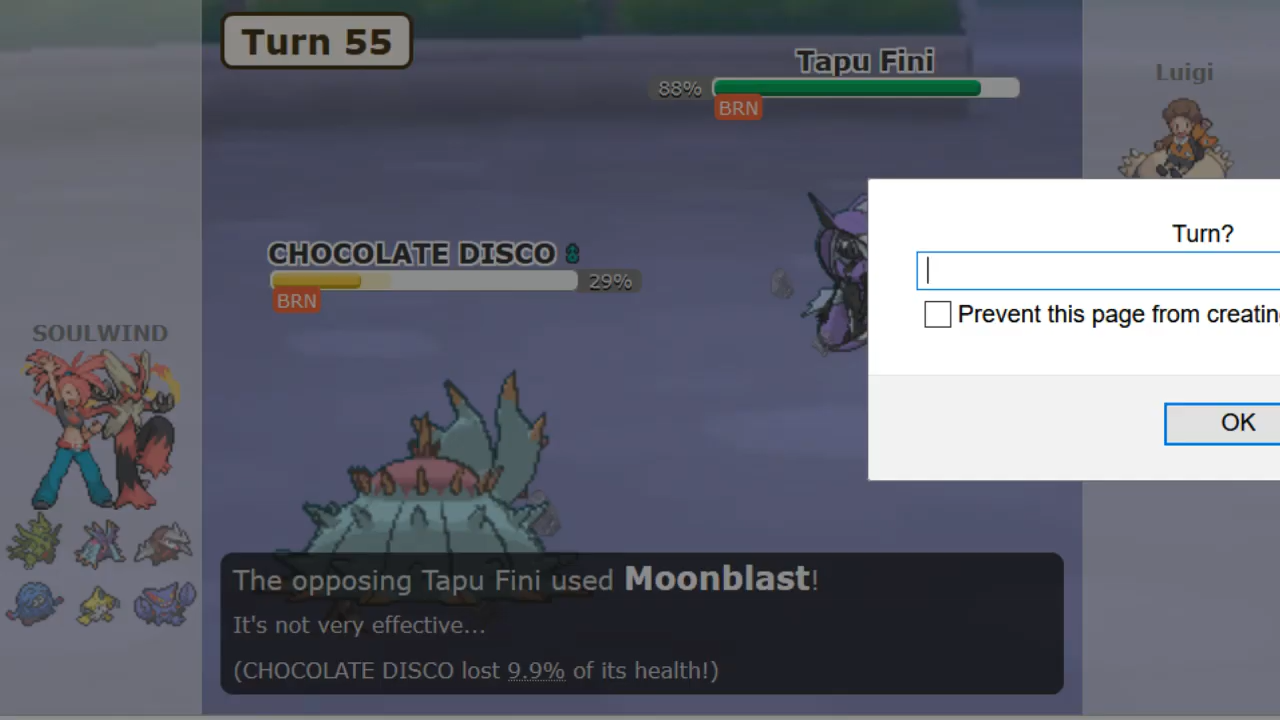 Turn 55
Tapu Fini
88%
BRN
Luigi
Turn?
CHOCOLATE DISCO
29%
BRN
Prevent this page from creatin
SOULWIND
OK
The opposing Tapu Fini used Moonblast!
It's not very effective...
(CHOCOLATE DISCO lost 9.9% of its health!)